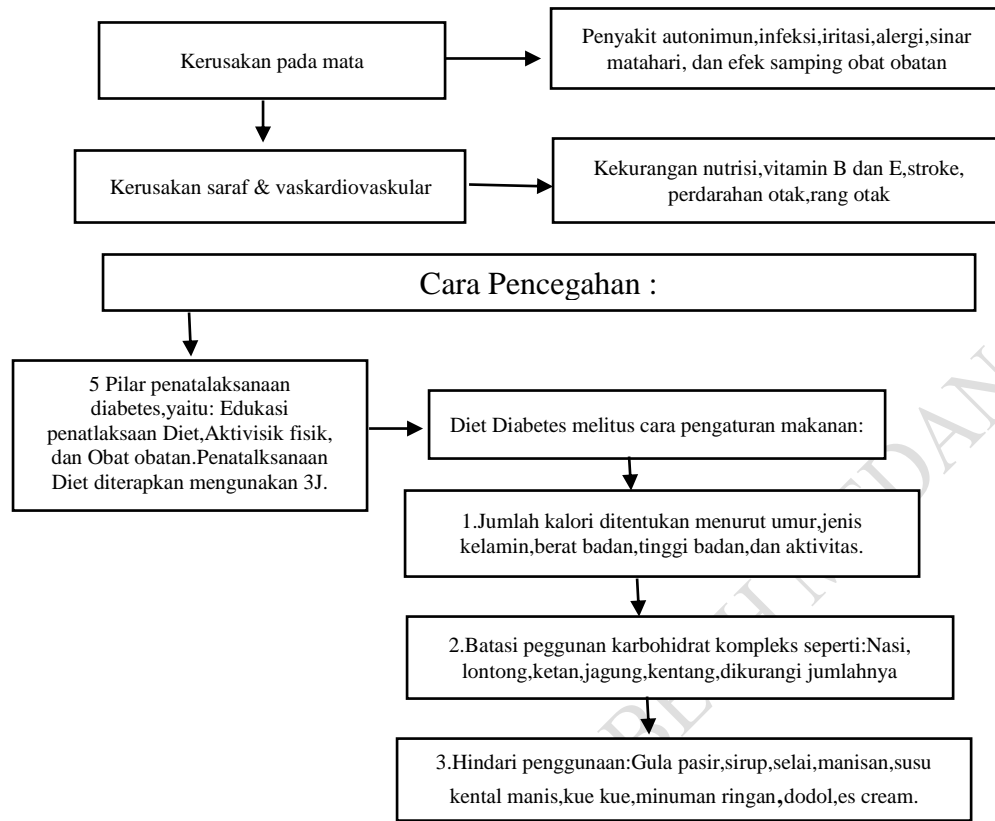 Kerusakan pada mata
Penyakit autonimun,infeksi,iritasi,alergi,sinar
matahari, dan efek samping obat obatan
Kerusakan saraf & vaskardiovaskular
Kekurangan nutrisi,vitamin B dan E,stroke,
perdarahan otak,rang otak
Cara Pencegahan :
5 Pilar penatalaksanaan
diabetes,yaitu: Edukasi
penatlaksaan Diet,Aktivisik fisik,
dan Obat obatan.Penatalksanaan
Diet diterapkan mengunakan 3J.
Diet Diabetes melitus cara pengaturan makanan:
1.Jumlah kalori ditentukan menurut umur,jenis
kelamin,berat badan,tinggi badan,dan aktivitas.
2.Batasi peggunan karbohidrat kompleks seperti:Nasi,
lontong,ketan,jagung,kentang,dikurangi jumlahnya
3.Hindari penggunaan:Gula pasir,sirup,selai,manisan,susu
kental manis,kue kue,minuman ringan,dodol,es cream.